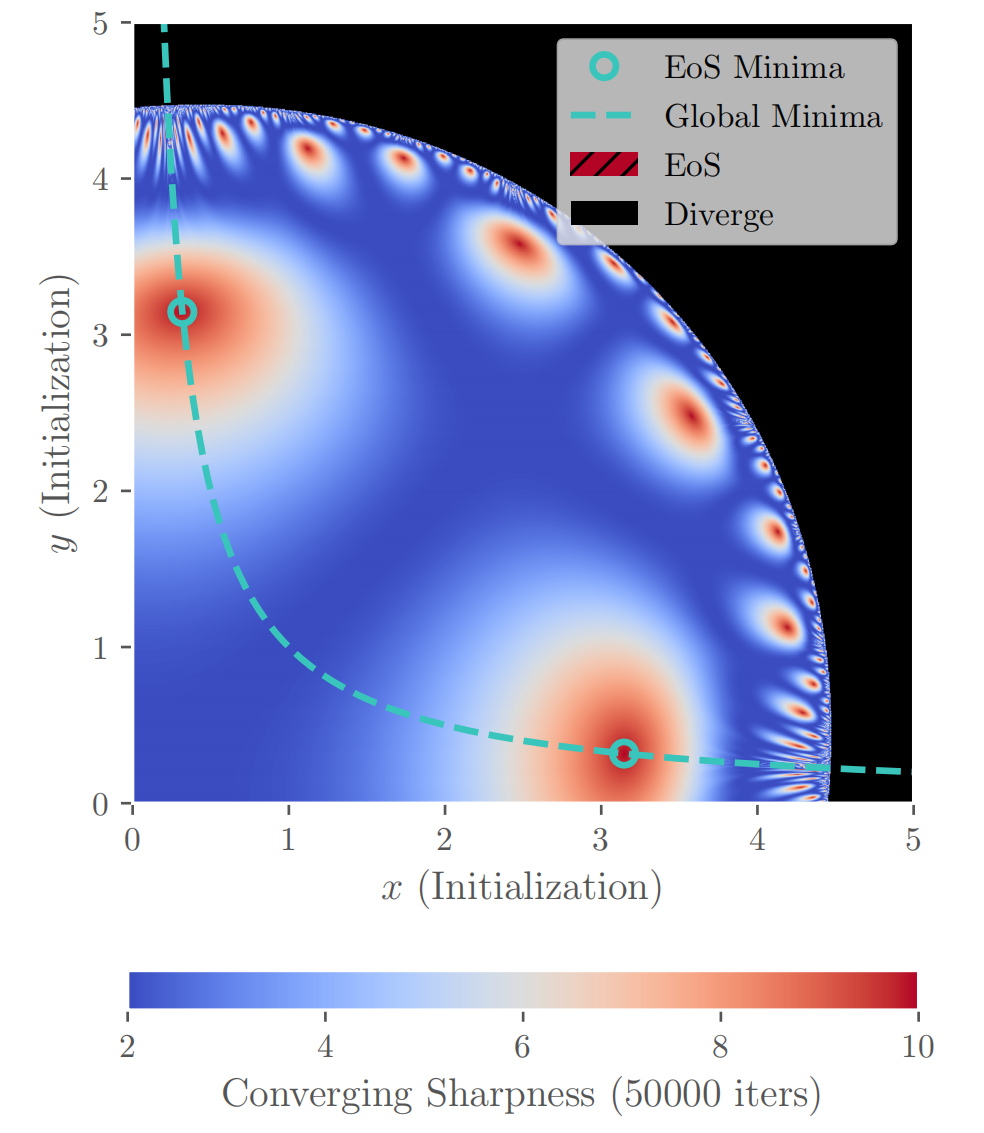 5
4
3
2
1
0
y (Initialization)
EoS Minima
Global Minima
EoS
Diverge
0 1 2 3 4 5
x (Initialization)
2 4 6 8 10
Converging Sharpness (50000 iters)